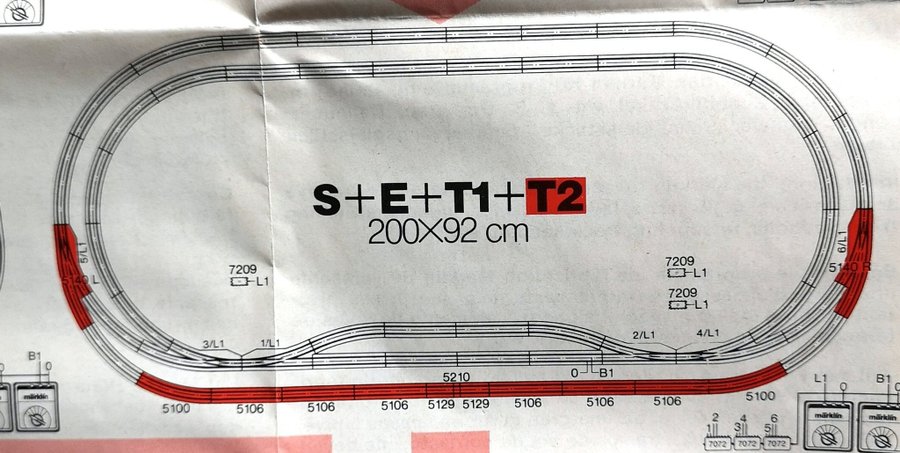 S+E+T1+T2
200×92 cm
5/L1
5140 L
6/L1
5140 R
7209
L1
7209
L1
7209
L1
3/L1
1/L1
2/L1
4/L1
0
B1
5210
5100
5106
5106
5106
5129
5129
5106
5106
5106
5100
B1
0
märklin
L1
0
B1
märklin
märklin
2
1
4
3
6
5
7072
7072
7072